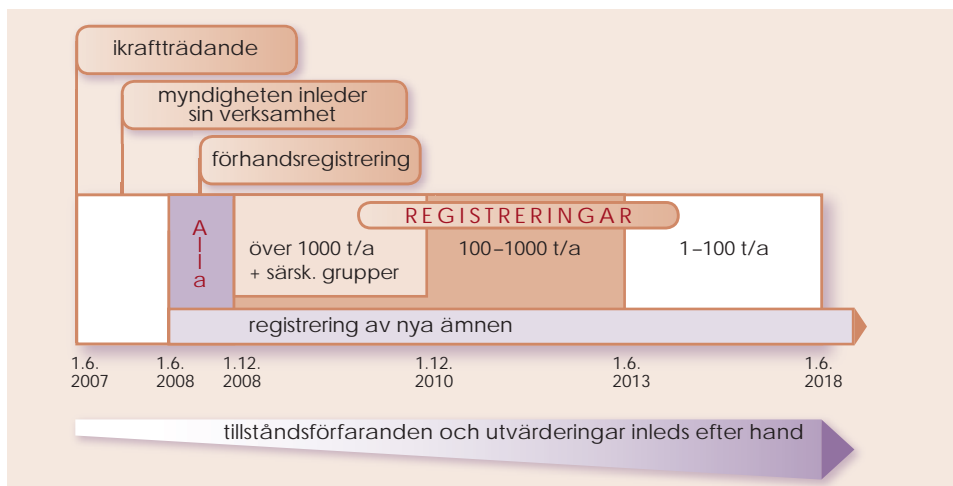 ikraftträdande
myndigheten inleder
sin verksamhet
förhandsregistrering
Alla
REGISTRERINGAR
över 1000 t/a
+ särsk. grupper
100–1000 t/a
1–100 t/a
registrering av nya ämnen
1.6.
2007
1.6.
2008
1.12.
2008
1.12.
2010
1.6.
2013
1.6.
2018
tillståndsförfaranden och utvärderingar inleds efter hand